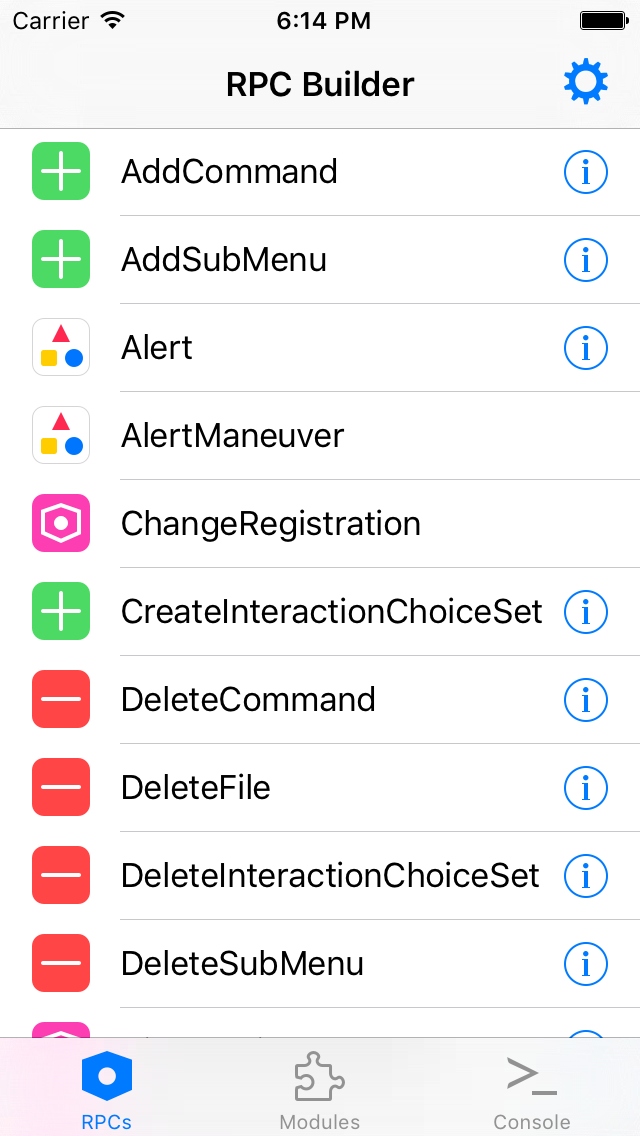 Carrier 6:14 PM
RPC Builder
AddCommand
AddSubMenu
Alert
AlertManeuver
ChangeRegistration
CreateInteractionChoiceSet
DeleteCommand
DeleteFile
DeleteInteractionChoiceSet
DeleteSubMenu
RPCs Modules Console